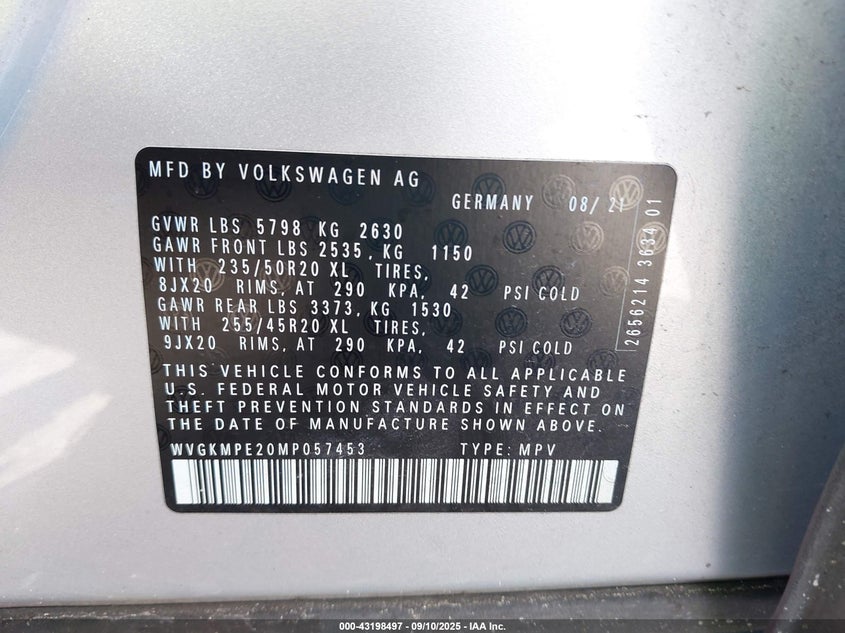 MFD BY VOLKSWAGEN AG
GERMANY 08/ 21
GVWR LBS 5798 KG 2630
GAWR FRONT LBS 2535, KG 1150
WITH 235/50R20 XL TIRES,
8JX20 RIMS, AT 290 KPA, 42 PSI COLD
GAWR REAR LBS 3373, KG 1530
WITH 255/45R20 XL TIRES,
9JX20 RIMS, AT 290 KPA, 42 PSI COLD
THIS VEHICLE CONFORMS TO ALL APPLICABLE
U.S. FEDERAL MOTOR VEHICLE SAFETY AND
THEFT PREVENTION STANDARDS IN EFFECT ON
THE DATE OF MANUFACTURE SHOWN ABOVE.
WVGKMPE20MP057453 TYPE: MPV
2656214 3634 01
000-43198497 - 09/10/2025 - IAA Inc.